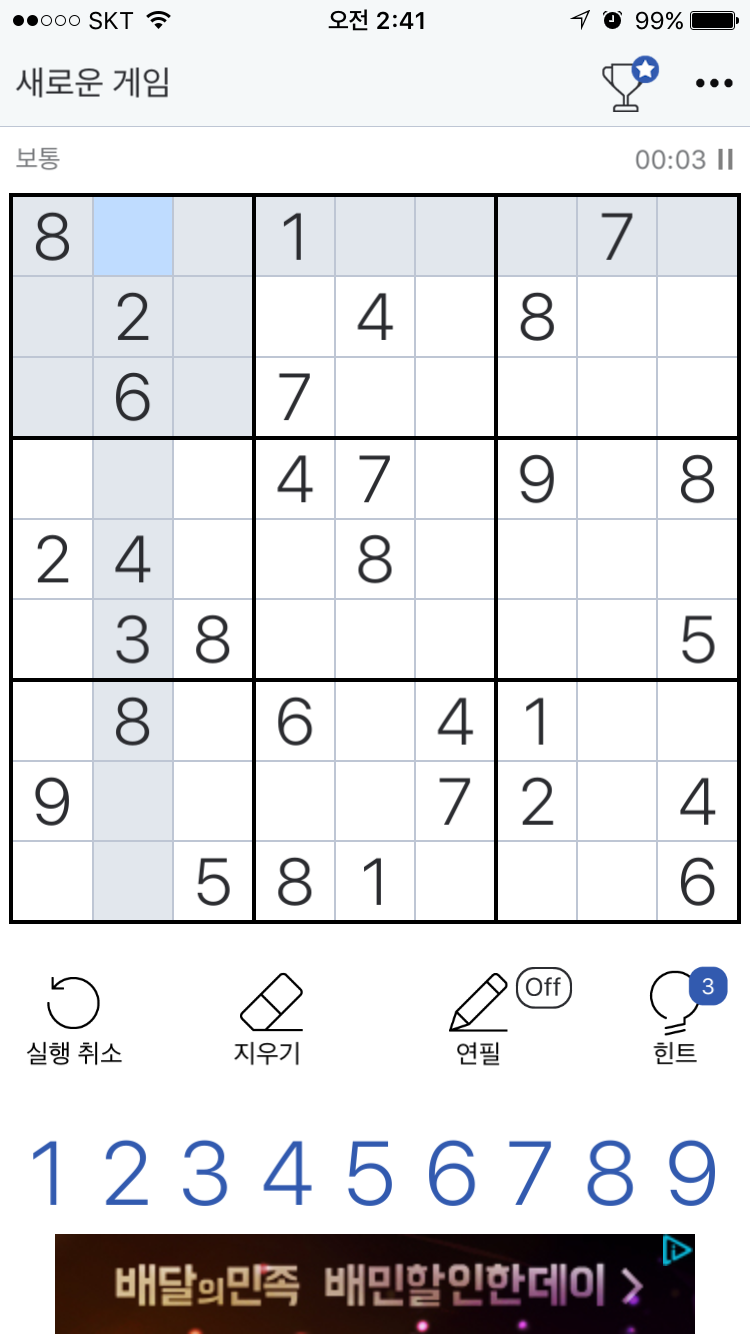 SKT 오전 2:41 99%
새로운 게임
보통 00:03
8 1 7
2 4 8
6 7
4 7 9 8
2 4 8
3 8 5
8 6 4 1
9 7 2 4
5 8 1 6
Off 3
실행 취소 지우기 연필 힌트
1 2 3 4 5 6 7 8 9
배달의민족 배민할인한데이 >